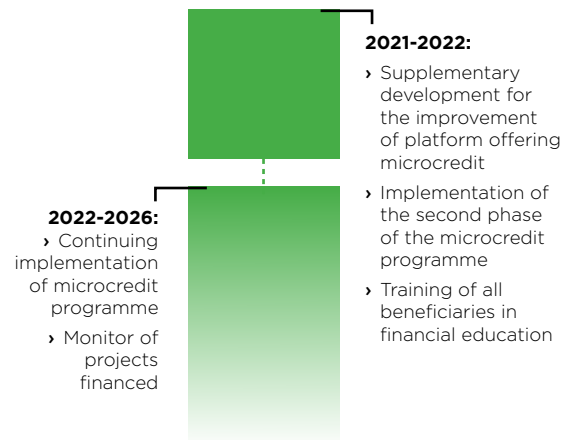 2021-2022:
› Supplementary
development for
the improvement
of platform offering
microcredit
› Implementation of
the second phase
of the microcredit
programme
› Training of all
beneficiaries in
financial education
2022-2026:
› Continuing
implementation
of microcredit
programme
› Monitor of
projects
financed